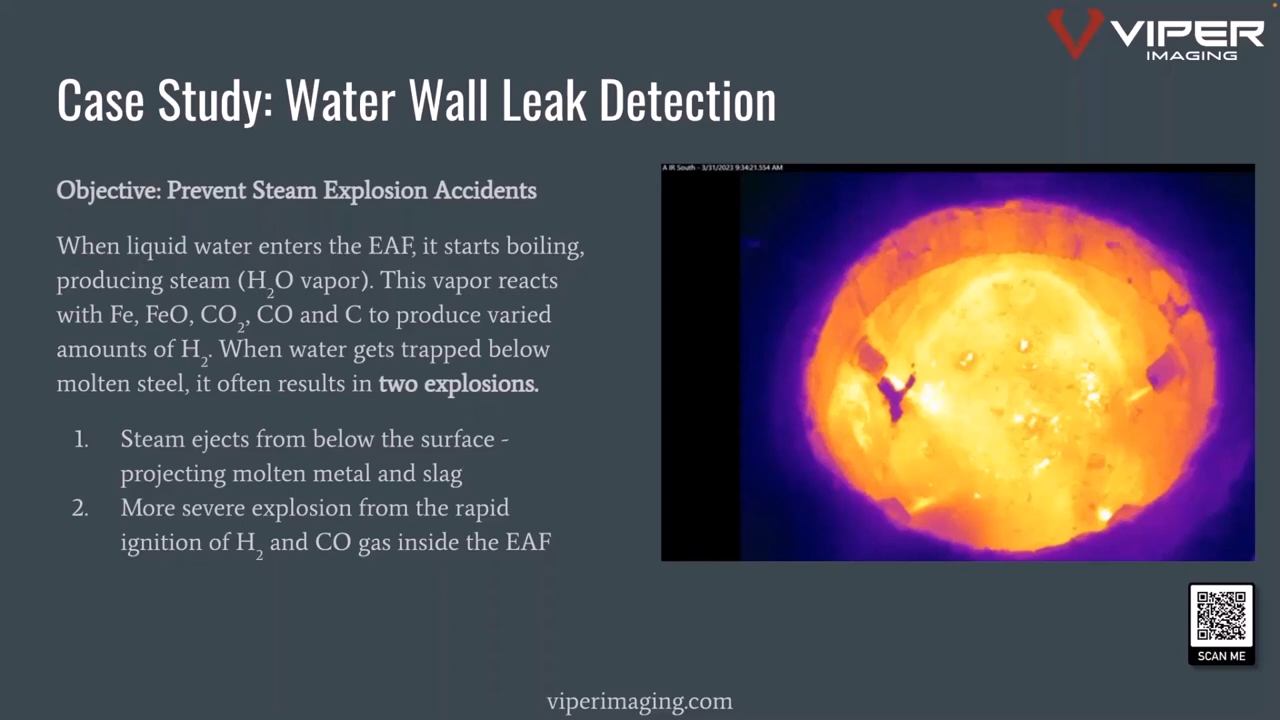 VIPER
IMAGING
Case Study: Water Wall Leak Detection
Objective: Prevent Steam Explosion Accidents
When liquid water enters the EAF, it starts boiling,
producing steam (H₂O vapor). This vapor reacts
with Fe, FeO, CO₂, CO and C to produce varied
amounts of H₂. When water gets trapped below
molten steel, it often results in two explosions.
1. Steam ejects from below the surface -
projecting molten metal and slag
2. More severe explosion from the rapid
ignition of H₂ and CO gas inside the EAF
A IR South - 3/31/2023 9:34:21.554 AM
SCAN ME
viperimaging.com